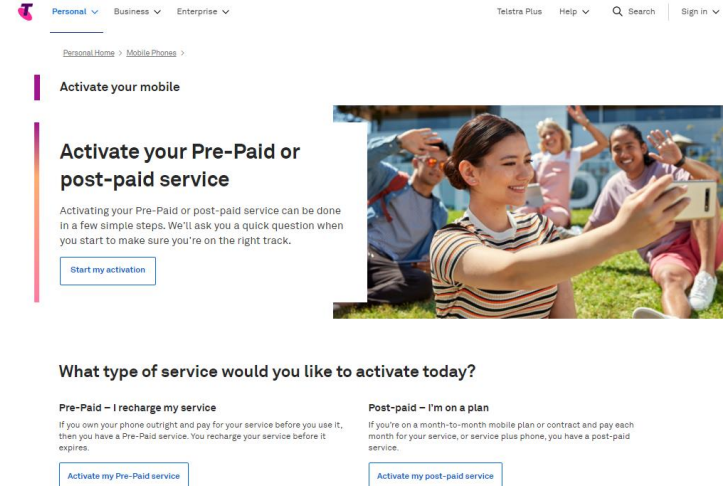 Personal
Business
Enterprise
Telstra Plus
Help
Search
Sign in
Personal Home > Mobile Phones >
Activate your mobile
Activate your Pre-Paid or
post-paid service
Activating your Pre-Paid or post-paid service can be done
in a few simple steps. We'll ask you a quick question when
you start to make sure you're on the right track.
Start my activation
What type of service would you like to activate today?
Pre-Paid – I recharge my service
If you own your phone outright and pay for your service before you use it,
then you have a Pre-Paid service. You recharge your service before it
expires.
Activate my Pre-Paid service
Post-paid – I'm on a plan
If you're on a month-to-month mobile plan or contract and pay each
month for your service, or service plus phone, you have a post-paid
service.
Activate my post-paid service